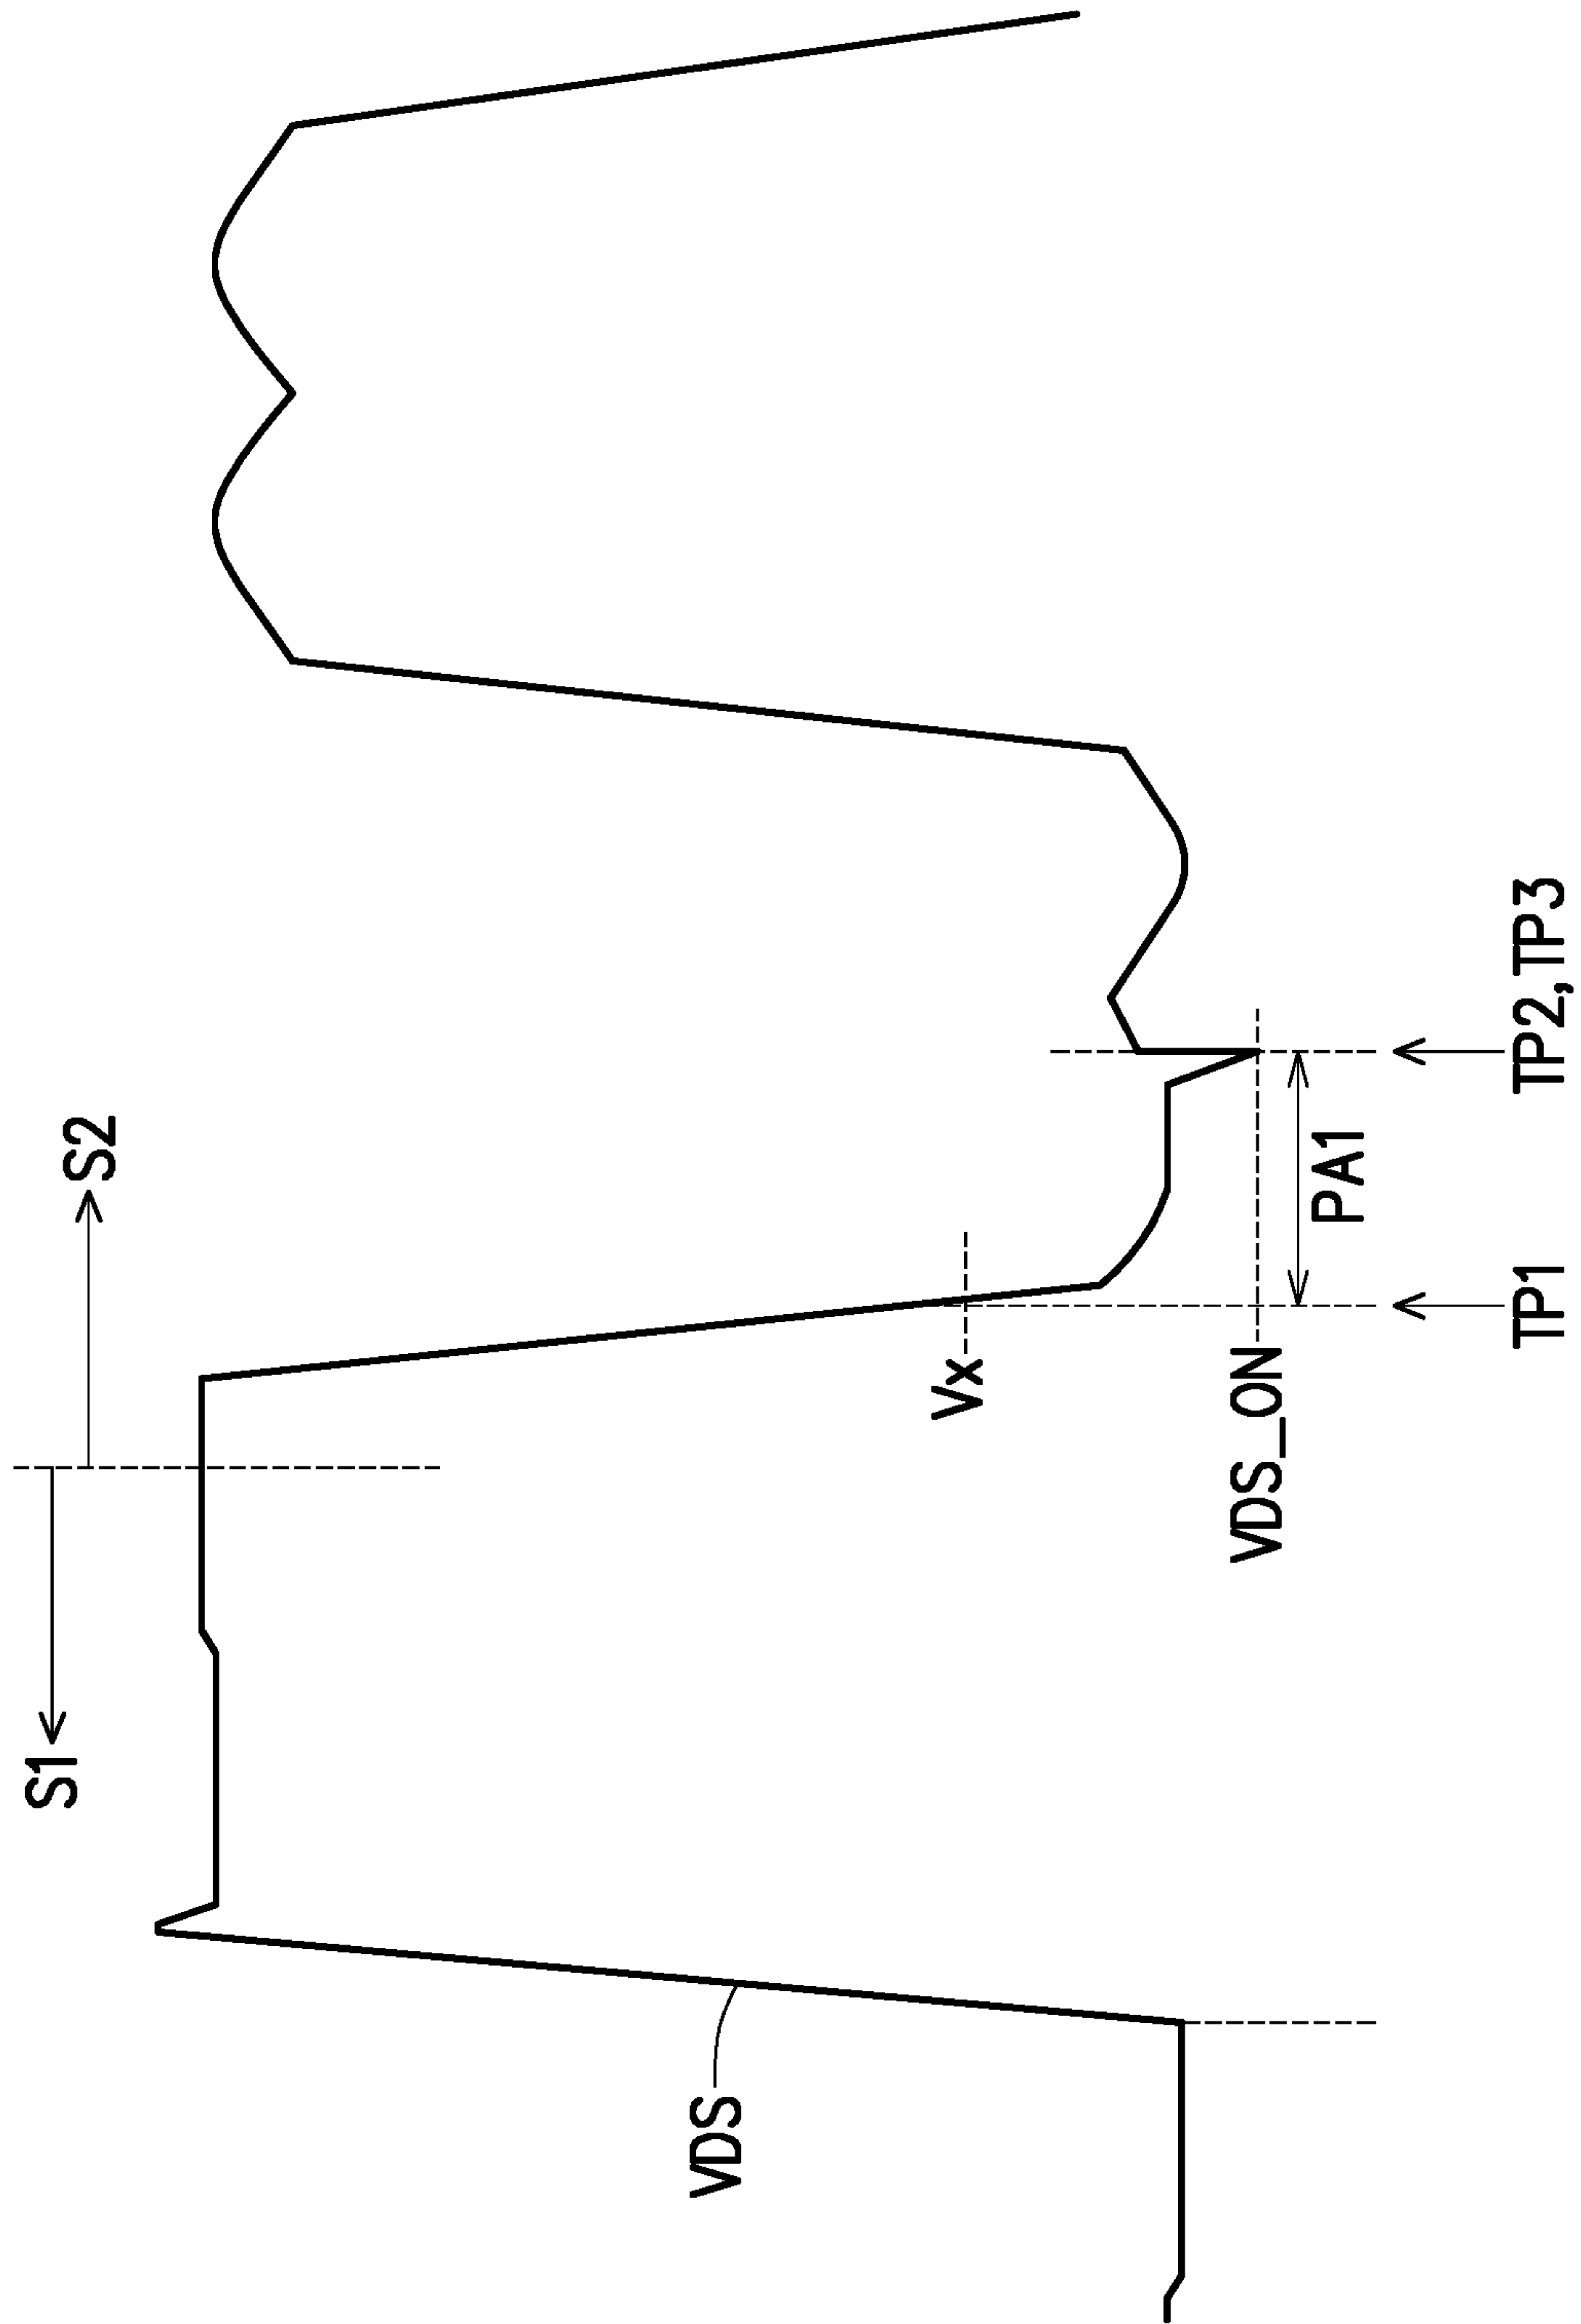 S1
S2
VDS
Vx
VDS_ON
PA1
TP1
TP2,TP3